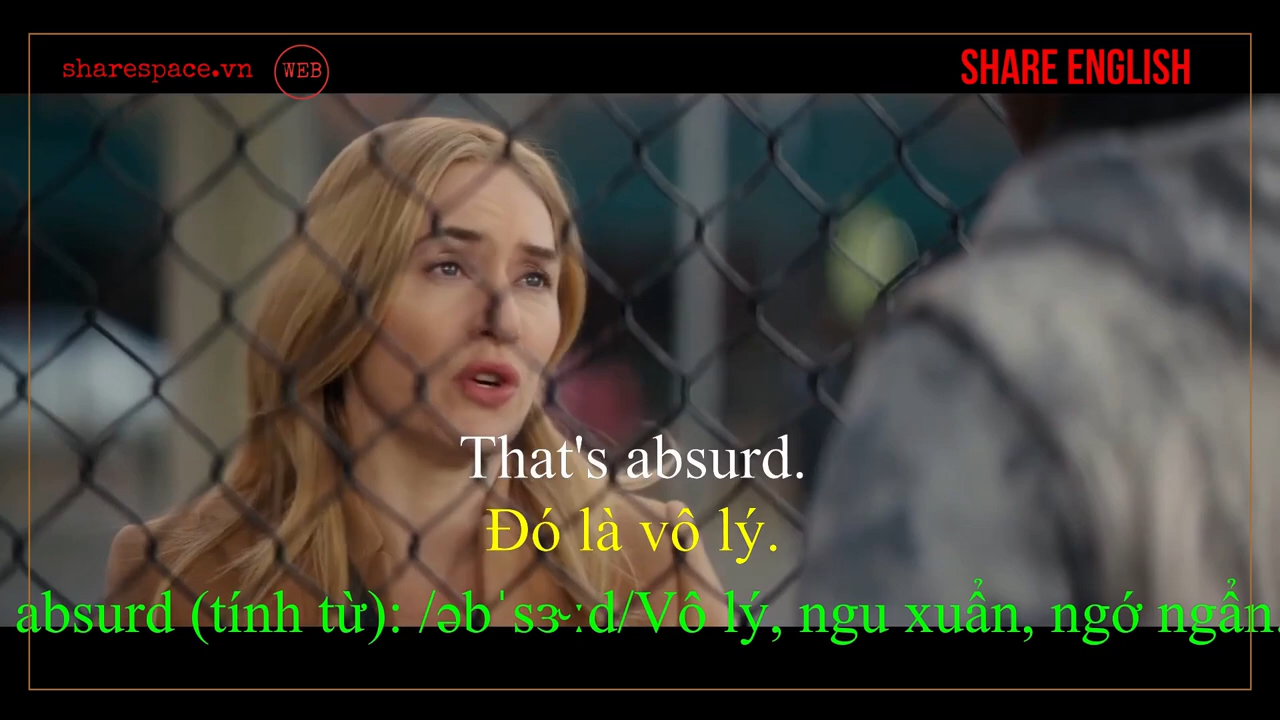 sharespace.vn WEB SHARE ENGLISH
That's absurd.
Đó là vô lý.
absurd (tính từ): /əbˈsɝːd/Vô lý, ngu xuẩn, ngớ ngẩn.